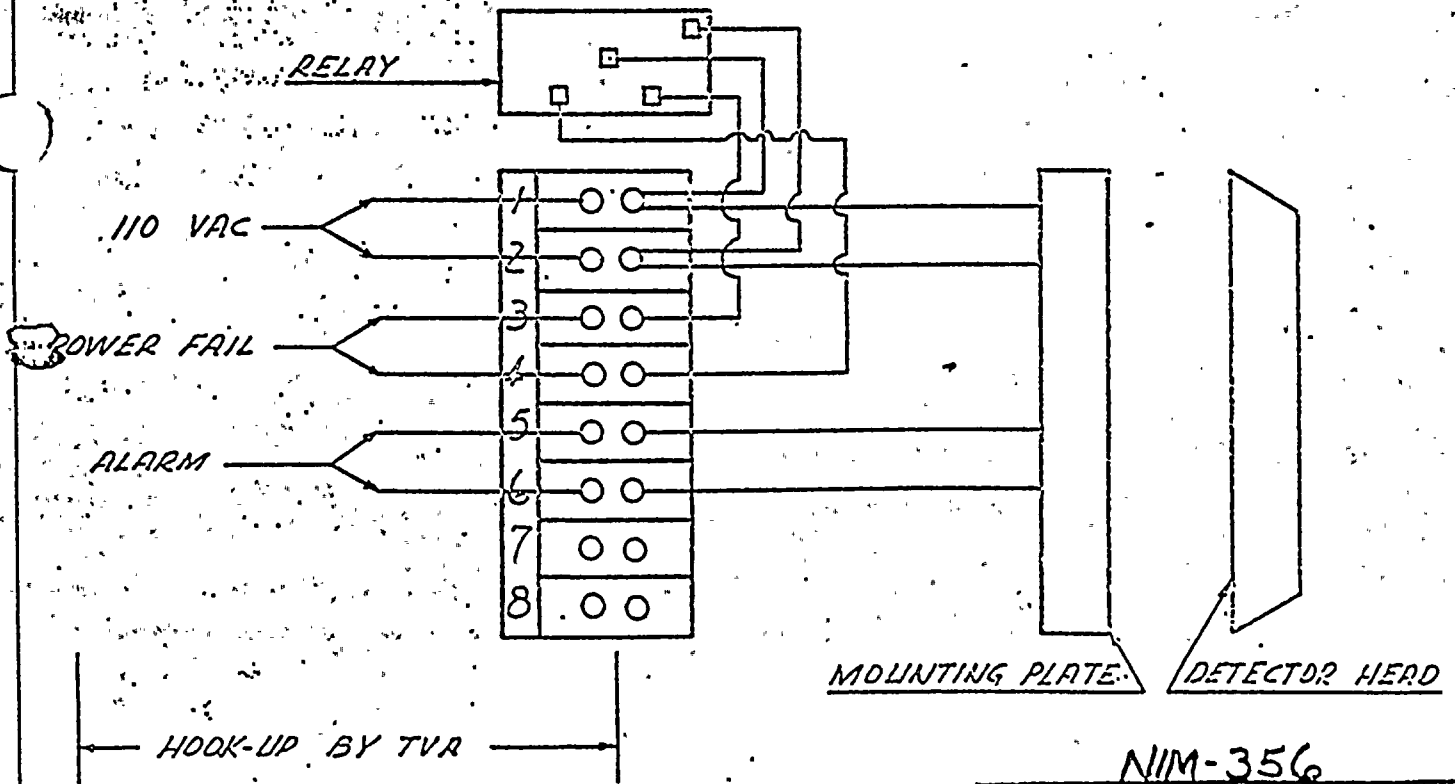 RELAY
110 VAC
POWER FAIL
ALARM
1
2
3
4
5
6
7
8
MOUNTING PLATE
DETECTOR HEAD
HOOK-UP BY TVA
NIM-356